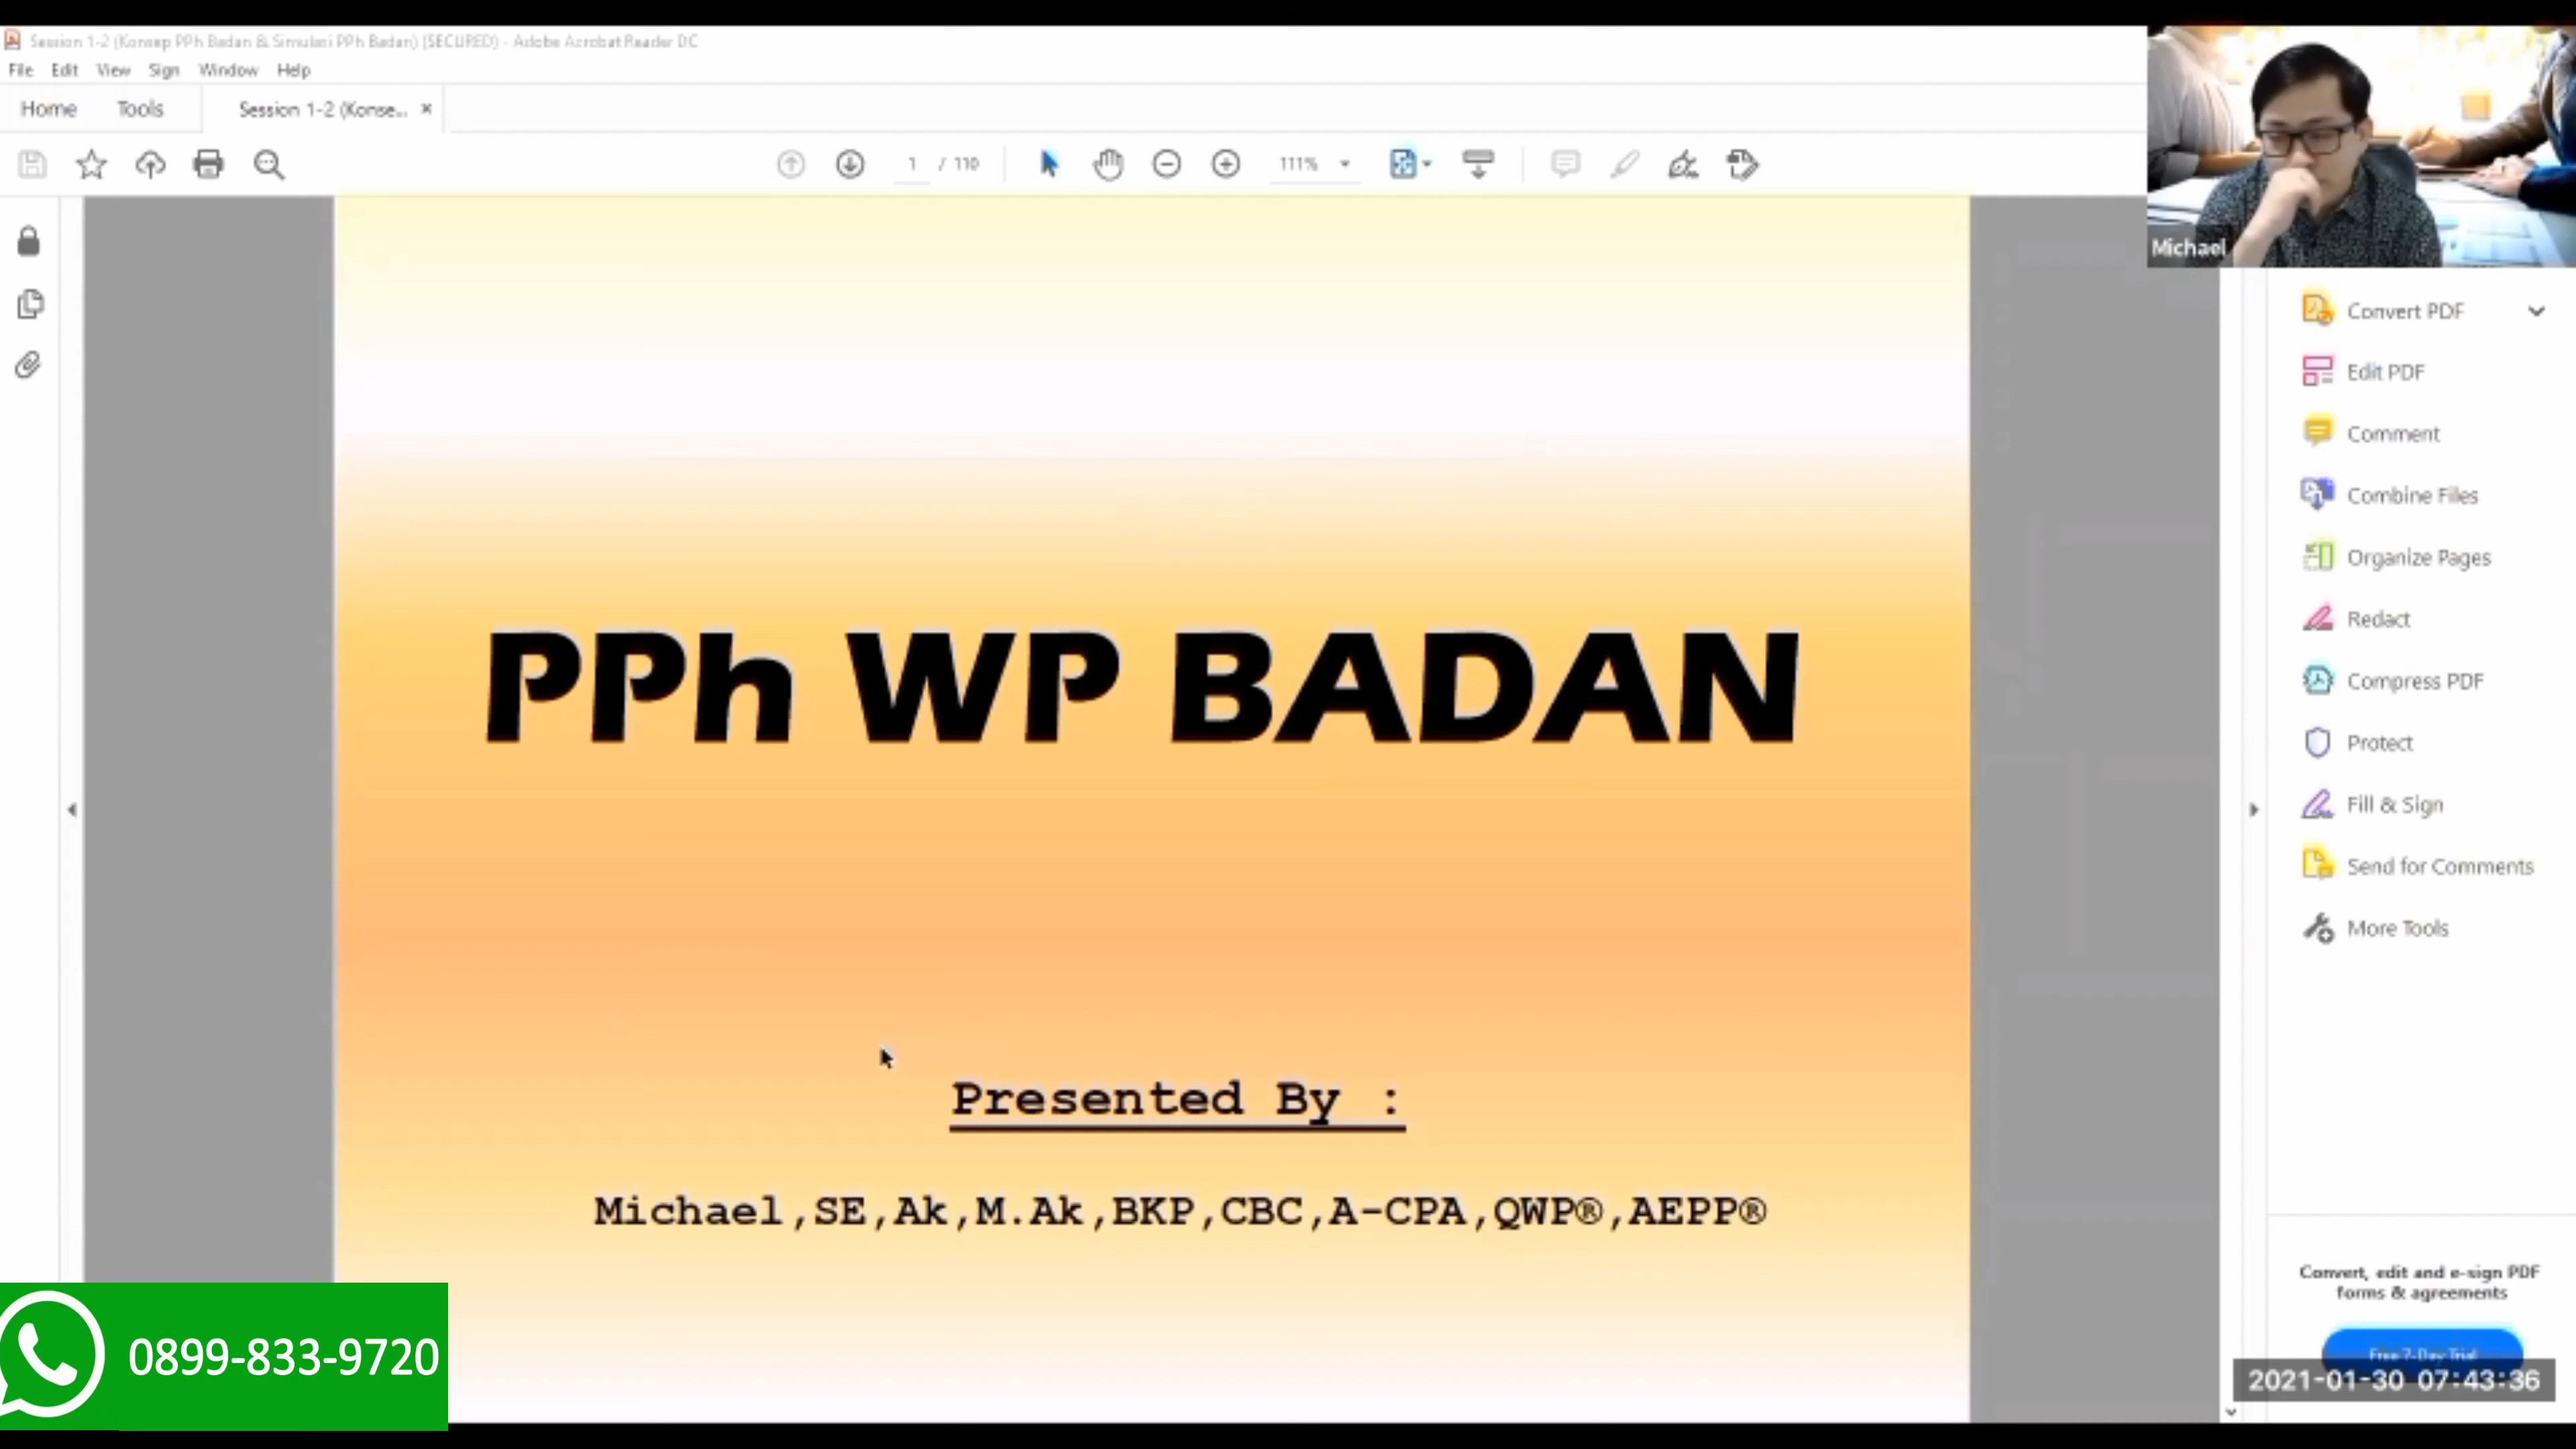 Session 1-2 (Konsep PPh Badan & Simulasi PPh Badan) (SECURED) - Adobe Acrobat Reader DC
File Edit View Sign Window Help
Home Tools Session 1-2 (Konse... ×
1 / 110 111%
Michael
Convert PDF
Edit PDF
Comment
Combine Files
Organize Pages
Redact
Compress PDF
Protect
Fill & Sign
Send for Comments
More Tools
PPh WP BADAN
Presented By :
Michael,SE,Ak,M.Ak,BKP,CBC,A-CPA,QWP®,AEPP®
Convert, edit and e-sign PDF
forms & agreements
Free 7-Day Trial
0899-833-9720
2021-01-30 07:43:36